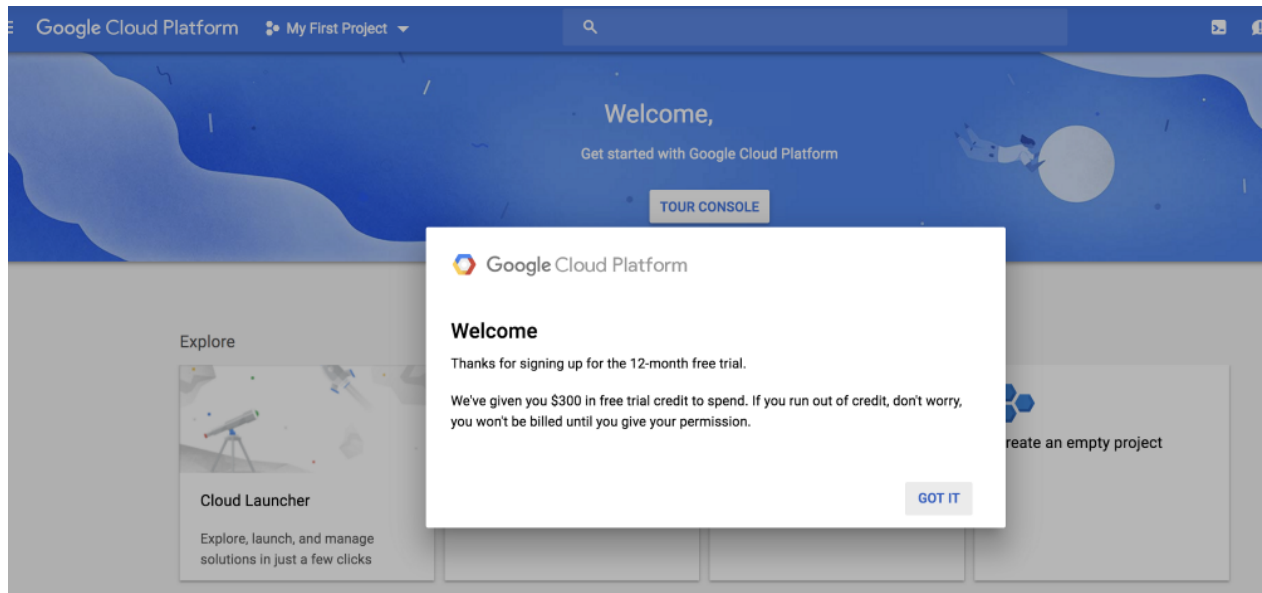 Google Cloud Platform My First Project
Welcome,
Get started with Google Cloud Platform
TOUR CONSOLE
Google Cloud Platform
Welcome
Thanks for signing up for the 12-month free trial.
We've given you $300 in free trial credit to spend. If you run out of credit, don't worry,
you won't be billed until you give your permission.
GOT IT
Explore
Cloud Launcher
Explore, launch, and manage
solutions in just a few clicks
reate an empty project